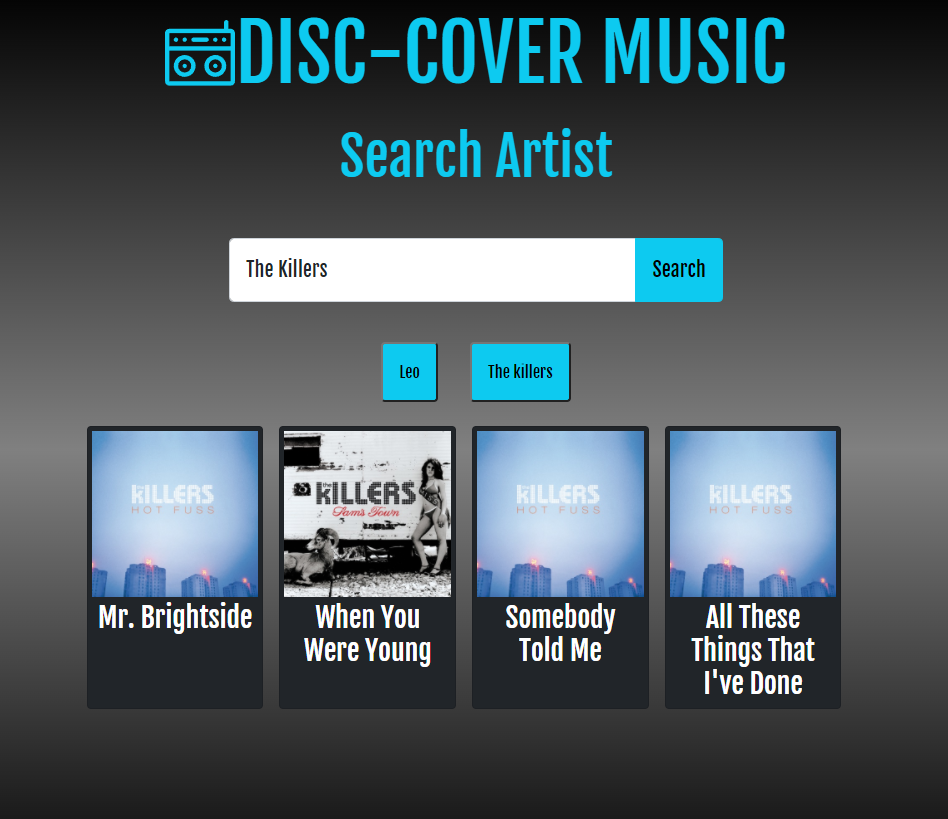 DISC-COVER MUSIC
Search Artist
The Killers
Search
Leo
The killers
the
KILLERS
HOT FUSS
Mr. Brightside
the
KILLERS
Sam's Town
When You
Were Young
the
KILLERS
HOT FUSS
Somebody
Told Me
the
KILLERS
HOT FUSS
All These
Things That
I've Done